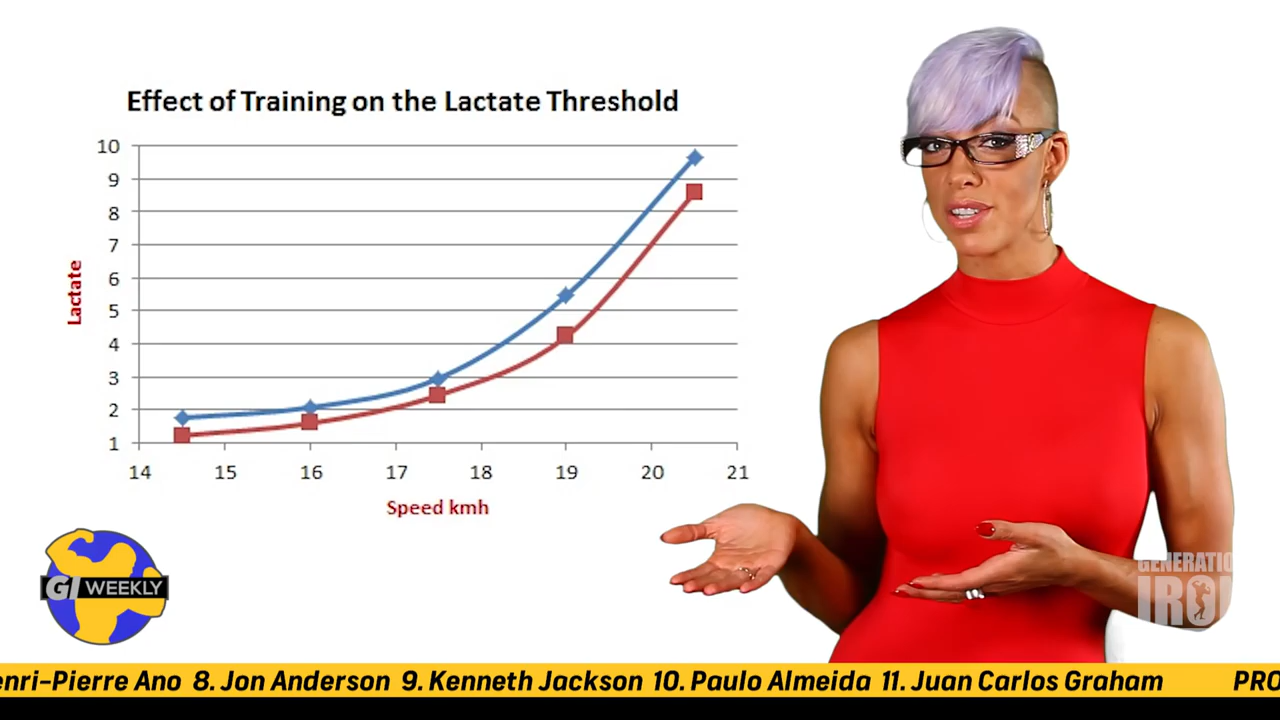 Effect of Training on the Lactate Threshold
10
9
8
7
6
5
4
3
2
1
Lactate
14 15 16 17 18 19 20 21
Speed kmh
GI WEEKLY
GENERATIO
IRO
enri-Pierre Ano 8. Jon Anderson 9. Kenneth Jackson 10. Paulo Almeida 11. Juan Carlos Graham PRO